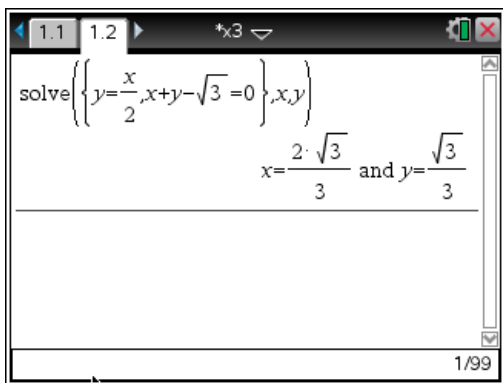 1.1 1.2 *x3
solve({y=x/2,x+y-√3=0},x,y)
x=2·√3/3 and y=√3/3
1/99